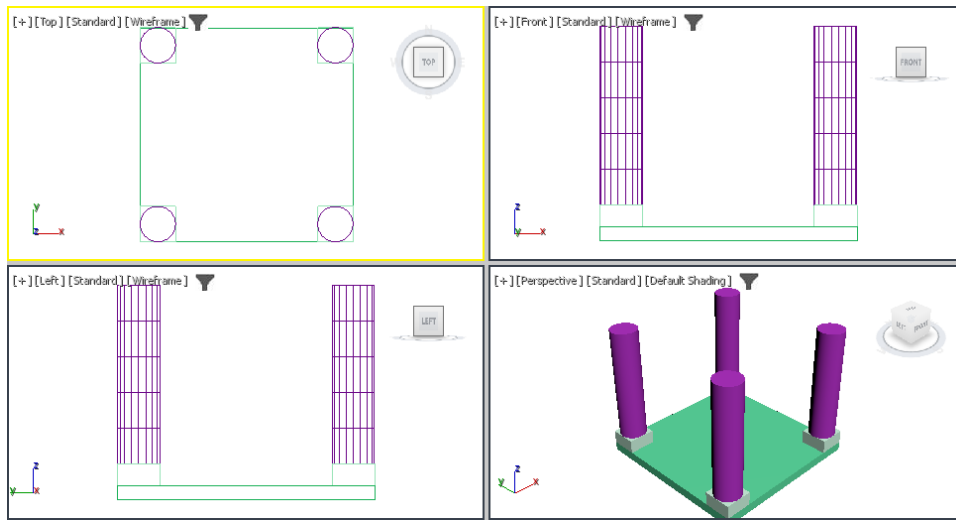 [+] [Top] [Standard] [Wireframe]
TOP
y
x
[+] [Front] [Standard] [Wireframe]
FRONT
z
y
x
[+] [Left] [Standard] [Wireframe]
LEFT
z
y
x
[+] [Perspective] [Standard] [Default Shading]
z
y
x